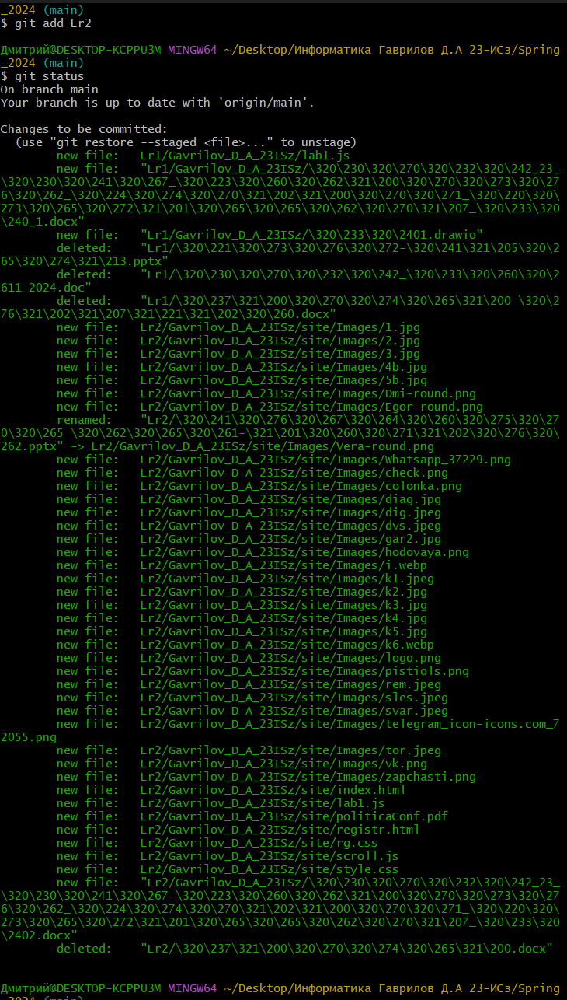 _2024 (main)
$ git add Lr2
Дмитрий@DESKTOP-KCPPU3M MINGW64 ~/Desktop/Информатика Гаврилов Д.А 23-ИСз/Spring
_2024 (main)
$ git status
On branch main
Your branch is up to date with 'origin/main'.
Changes to be committed:
  (use "git restore --staged <file>..." to unstage)
        new file:   Lr1/Gavrilov_D_A_23ISz/lab1.js
        new file:   "Lr1/Gavrilov_D_A_23ISz/\320\230\320\270\320\232\320\242_23_
\320\230\320\241\320\267_\320\223\320\260\320\262\321\200\320\270\320\273\320\27
6\320\262_\320\224\320\274\320\270\321\202\321\200\320\270\320\271_\320\220\320\
273\320\265\320\272\321\201\320\265\320\265\320\262\320\270\321\207_\320\233\320
\240_1.docx"
        new file:   "Lr1/Gavrilov_D_A_23ISz/\320\233\320\2401.drawio"
        deleted:    "Lr1/\320\221\320\273\320\276\320\272-\320\241\321\205\320\2
65\320\274\321\213.pptx"
        deleted:    "Lr1/\320\230\320\270\320\232\320\242_\320\233\320\260\320\2
611 2024.doc"
        deleted:    "Lr1/\320\237\321\200\320\270\320\274\320\265\321\200 \320\2
76\321\202\321\207\321\221\321\202\320\260.docx"
        new file:   Lr2/Gavrilov_D_A_23ISz/site/Images/1.jpg
        new file:   Lr2/Gavrilov_D_A_23ISz/site/Images/2.jpg
        new file:   Lr2/Gavrilov_D_A_23ISz/site/Images/3.jpg
        new file:   Lr2/Gavrilov_D_A_23ISz/site/Images/4b.jpg
        new file:   Lr2/Gavrilov_D_A_23ISz/site/Images/5b.jpg
        new file:   Lr2/Gavrilov_D_A_23ISz/site/Images/Dmi-round.png
        new file:   Lr2/Gavrilov_D_A_23ISz/site/Images/Egor-round.png
        renamed:    "Lr2/\320\241\320\276\320\267\320\264\320\260\320\275\320\27
0\320\265 \320\262\320\265\320\261-\321\201\320\260\320\271\321\202\320\276\320\
262.pptx" -> Lr2/Gavrilov_D_A_23ISz/site/Images/Vera-round.png
        new file:   Lr2/Gavrilov_D_A_23ISz/site/Images/Whatsapp_37229.png
        new file:   Lr2/Gavrilov_D_A_23ISz/site/Images/check.png
        new file:   Lr2/Gavrilov_D_A_23ISz/site/Images/colonka.png
        new file:   Lr2/Gavrilov_D_A_23ISz/site/Images/diag.jpg
        new file:   Lr2/Gavrilov_D_A_23ISz/site/Images/dig.jpeg
        new file:   Lr2/Gavrilov_D_A_23ISz/site/Images/dvs.jpeg
        new file:   Lr2/Gavrilov_D_A_23ISz/site/Images/gar2.jpg
        new file:   Lr2/Gavrilov_D_A_23ISz/site/Images/hodovaya.png
        new file:   Lr2/Gavrilov_D_A_23ISz/site/Images/i.webp
        new file:   Lr2/Gavrilov_D_A_23ISz/site/Images/k1.jpeg
        new file:   Lr2/Gavrilov_D_A_23ISz/site/Images/k2.jpg
        new file:   Lr2/Gavrilov_D_A_23ISz/site/Images/k3.jpg
        new file:   Lr2/Gavrilov_D_A_23ISz/site/Images/k4.jpg
        new file:   Lr2/Gavrilov_D_A_23ISz/site/Images/k5.jpg
        new file:   Lr2/Gavrilov_D_A_23ISz/site/Images/k6.webp
        new file:   Lr2/Gavrilov_D_A_23ISz/site/Images/logo.png
        new file:   Lr2/Gavrilov_D_A_23ISz/site/Images/pistiols.png
        new file:   Lr2/Gavrilov_D_A_23ISz/site/Images/rem.jpeg
        new file:   Lr2/Gavrilov_D_A_23ISz/site/Images/sles.jpeg
        new file:   Lr2/Gavrilov_D_A_23ISz/site/Images/svar.jpeg
        new file:   Lr2/Gavrilov_D_A_23ISz/site/Images/telegram_icon-icons.com_7
2055.png
        new file:   Lr2/Gavrilov_D_A_23ISz/site/Images/tor.jpeg
        new file:   Lr2/Gavrilov_D_A_23ISz/site/Images/vk.png
        new file:   Lr2/Gavrilov_D_A_23ISz/site/Images/zapchasti.png
        new file:   Lr2/Gavrilov_D_A_23ISz/site/index.html
        new file:   Lr2/Gavrilov_D_A_23ISz/site/lab1.js
        new file:   Lr2/Gavrilov_D_A_23ISz/site/politicaConf.pdf
        new file:   Lr2/Gavrilov_D_A_23ISz/site/registr.html
        new file:   Lr2/Gavrilov_D_A_23ISz/site/rg.css
        new file:   Lr2/Gavrilov_D_A_23ISz/site/scroll.js
        new file:   Lr2/Gavrilov_D_A_23ISz/site/style.css
        new file:   "Lr2/Gavrilov_D_A_23ISz/\320\230\320\270\320\232\320\242_23_
\320\230\320\241\320\267_\320\223\320\260\320\262\321\200\320\270\320\273\320\27
6\320\262_\320\224\320\274\320\270\321\202\321\200\320\270\320\271_\320\220\320\
273\320\265\320\272\321\201\320\265\320\265\320\262\320\270\321\207_\320\233\320
\2402.docx"
        deleted:    "Lr2/\320\237\321\200\320\270\320\274\320\265\321\200.docx"
Дмитрий@DESKTOP-KCPPU3M MINGW64 ~/Desktop/Информатика Гаврилов Д.А 23-ИСз/Spring
_2024 (main)